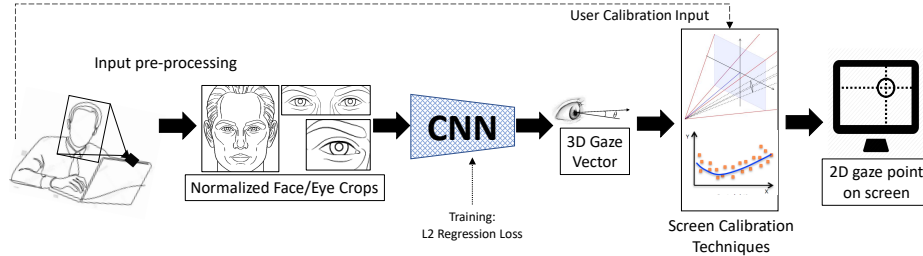 User Calibration Input
Input pre-processing
CNN
Normalized Face/Eye Crops
3D Gaze
Vector
Training:
L2 Regression Loss
Y
X
Screen Calibration
Techniques
2D gaze point
on screen